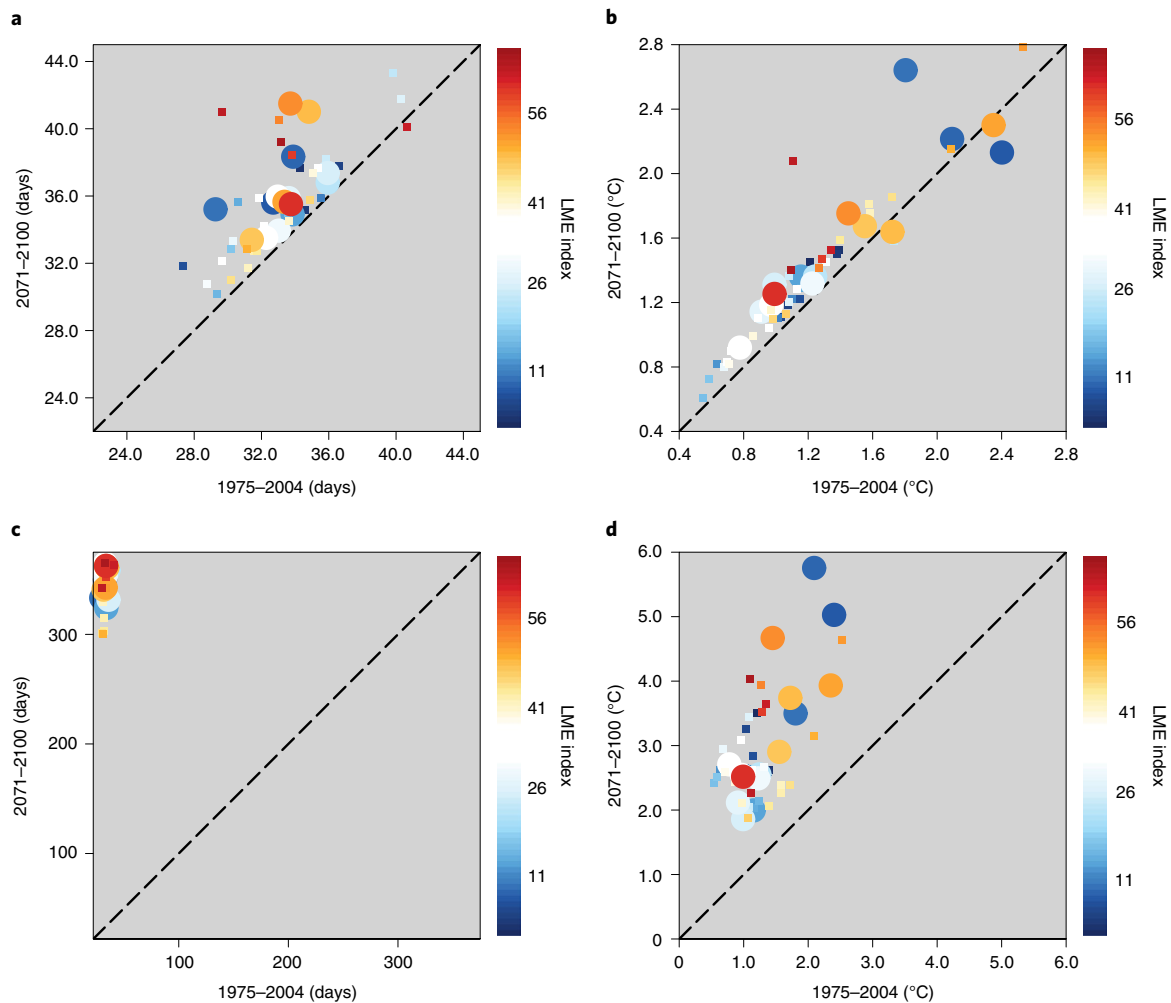 a
44.0
40.0
36.0
32.0
28.0
24.0
2071–2100 (days)
24.0 28.0 32.0 36.0 40.0 44.0
1975–2004 (days)
56
41
26
11
LME index
b
2.8
2.4
2.0
1.6
1.2
0.8
0.4
2071–2100 (°C)
0.4 0.8 1.2 1.6 2.0 2.4 2.8
1975–2004 (°C)
56
41
26
11
LME index
c
300
200
100
2071–2100 (days)
100 200 300
1975–2004 (days)
56
41
26
11
LME index
d
6.0
5.0
4.0
3.0
2.0
1.0
0
2071–2100 (°C)
0 1.0 2.0 3.0 4.0 5.0 6.0
1975–2004 (°C)
56
41
26
11
LME index